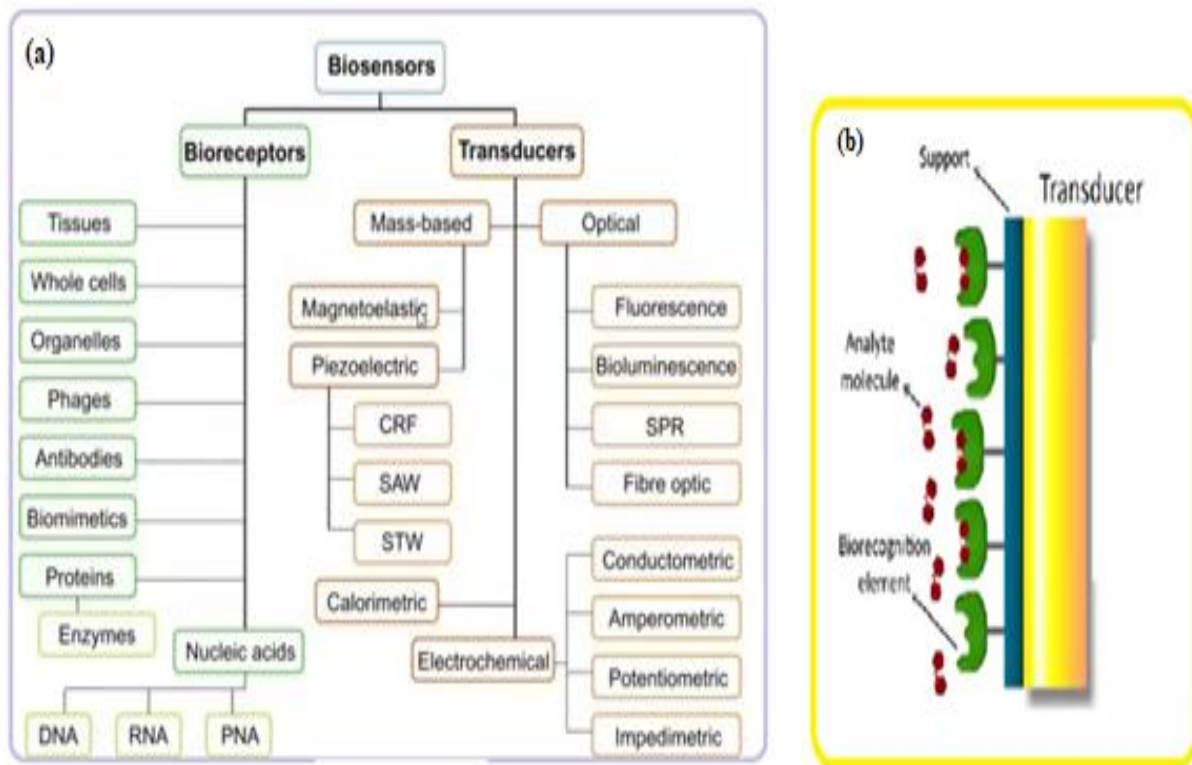 (a)
Biosensors
Bioreceptors
Transducers
Tissues
Whole cells
Organelles
Phages
Antibodies
Biomimetics
Proteins
Enzymes
Nucleic acids
DNA
RNA
PNA
Mass-based
Magnetoelastic
Piezoelectric
CRF
SAW
STW
Calorimetric
Electrochemical
Optical
Fluorescence
Bioluminescence
SPR
Fibre optic
Conductometric
Amperometric
Potentiometric
Impedimetric
(b)
Support
Transducer
Analyte
molecule
Biorecognition
element